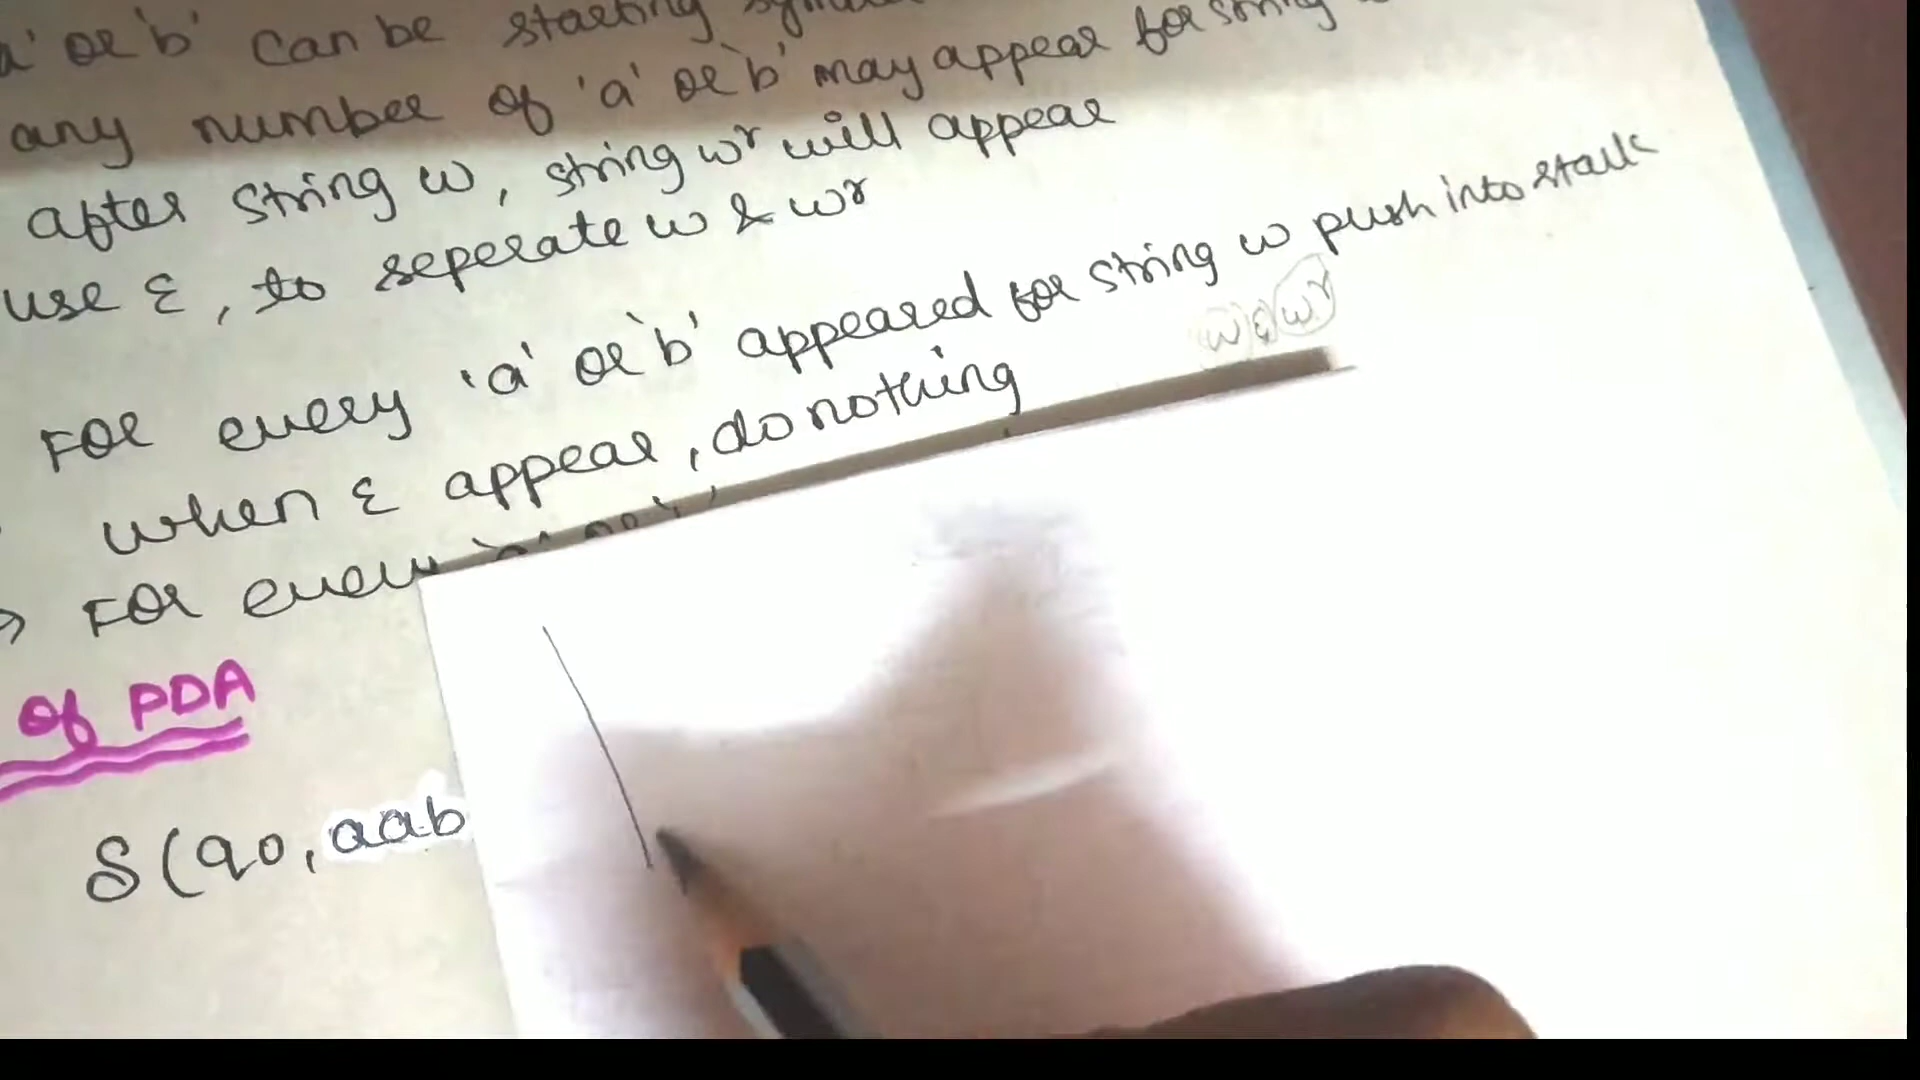 a' or 'b' can be starting
any number of 'a' or 'b' may appear for string
after string w, string wʳ will appear
use ε, to seperate w & wʳ
For every 'a' or 'b' appeared for string w push into stack
w ε wʳ
when ε appear, do nothing
→ For every
of PDA
δ(q0, aab